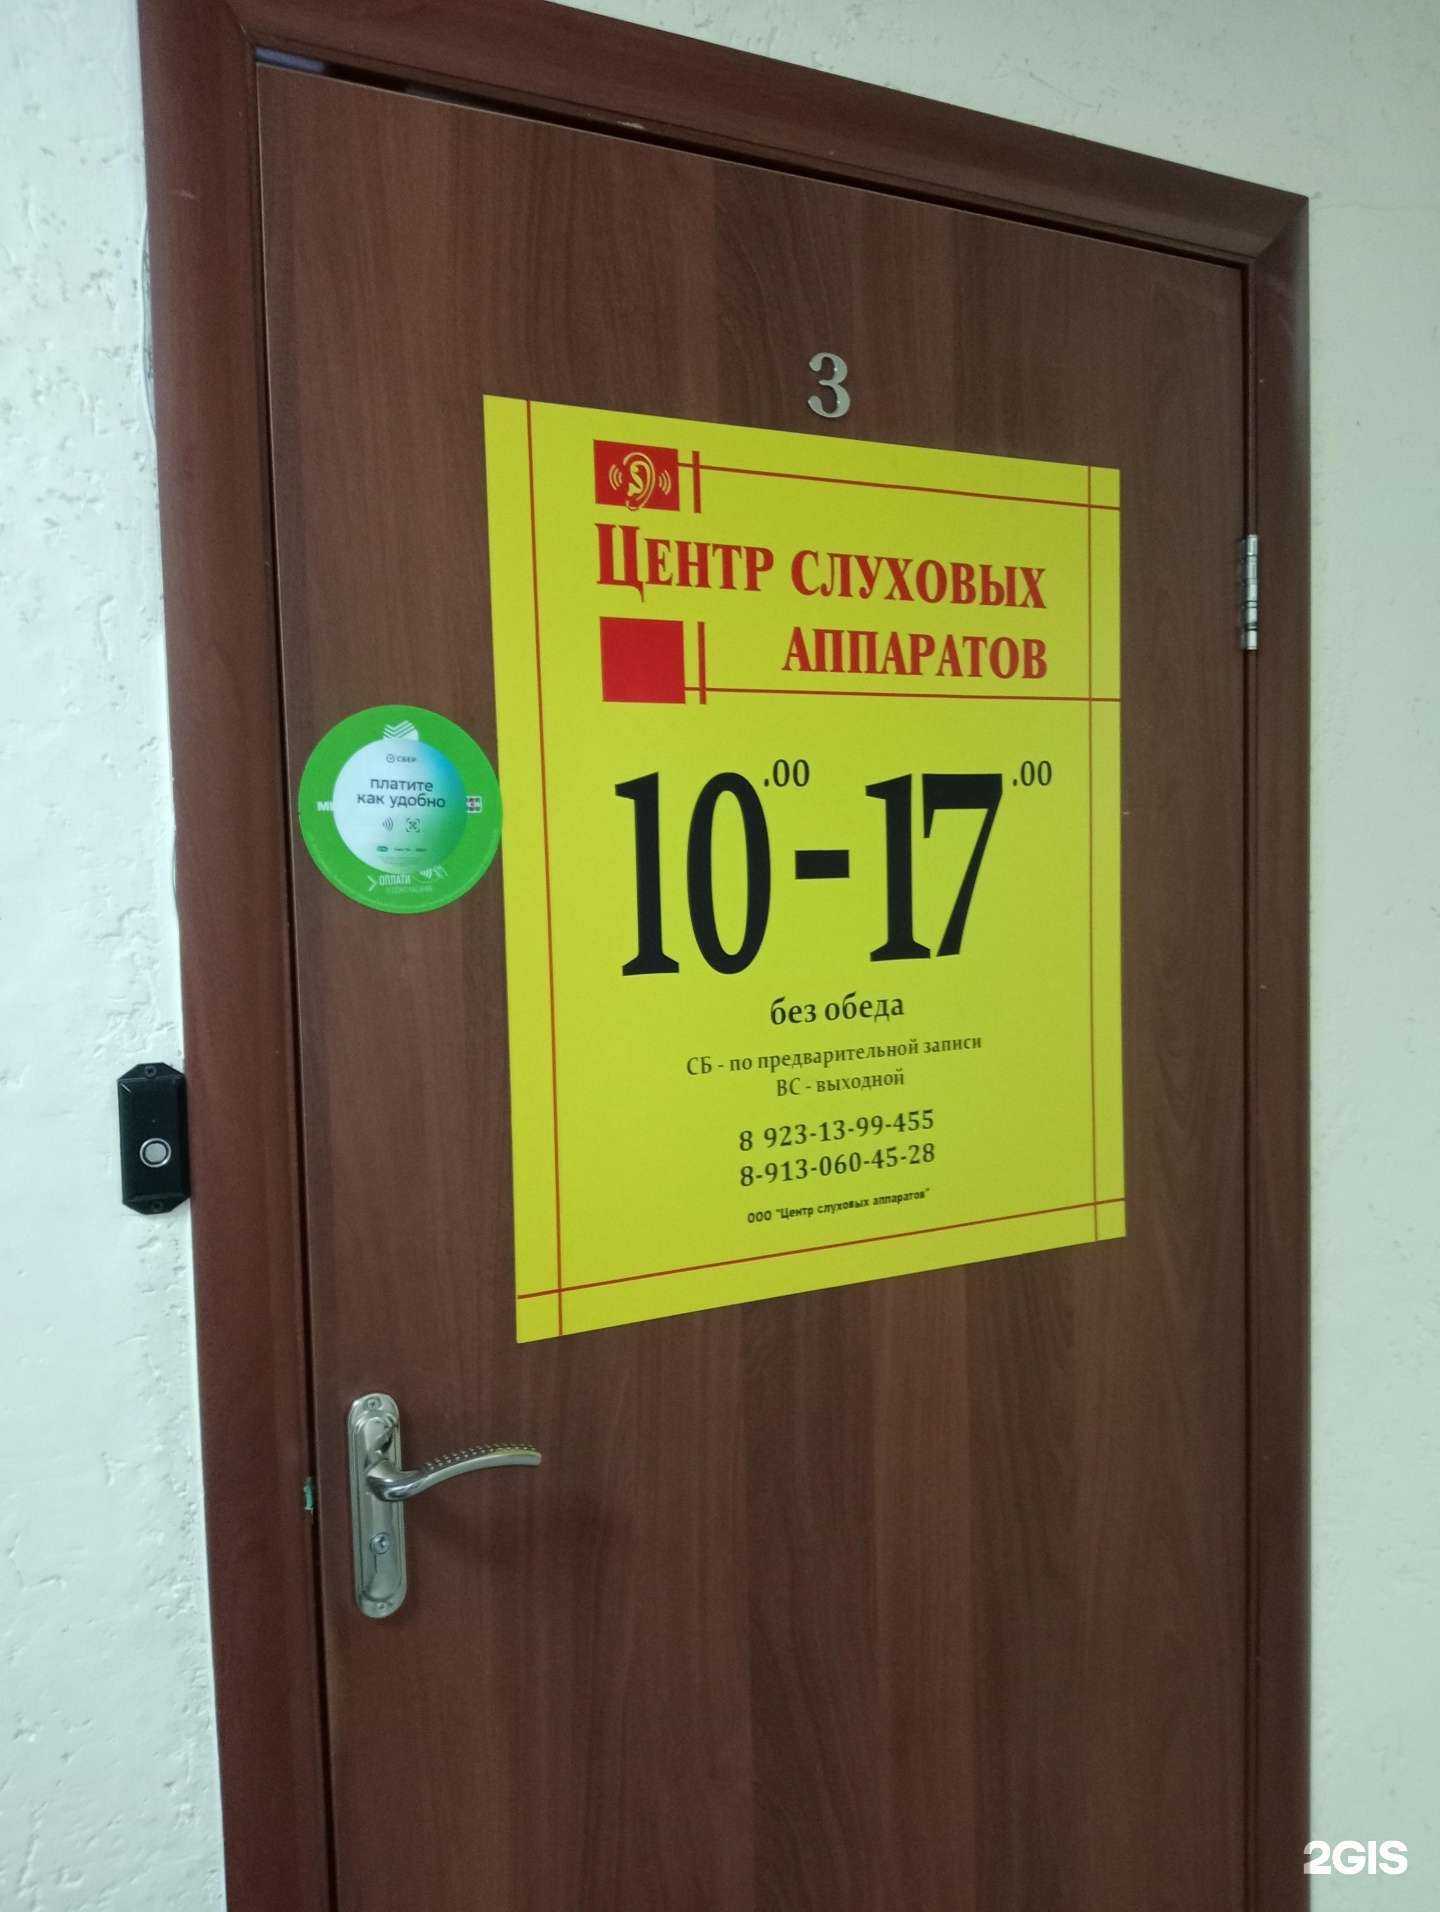 3
ЦЕНТР СЛУХОВЫХ
АППАРАТОВ
10.00-17.00
без обеда
СБ - по предварительной записи
ВС - выходной
8 923-13-99-455
8-913-060-45-28
ООО "Центр слуховых аппаратов"
СБЕР
платите
как удобно
ОПЛАТИ
2GIS